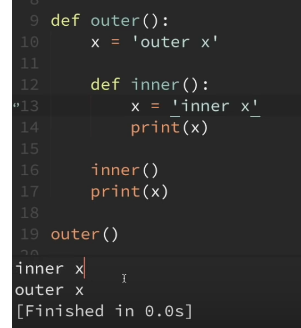 9 def outer():
10     x = 'outer x'
11
12     def inner():
13         x = 'inner x'
14         print(x)
15
16     inner()
17     print(x)
18
19 outer()
inner x
outer x
[Finished in 0.0s]